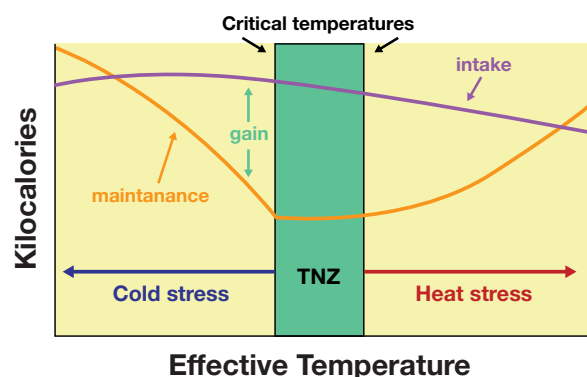 Critical temperatures
intake
gain
maintanance
Kilocalories
TNZ
Cold stress
Heat stress
Effective Temperature